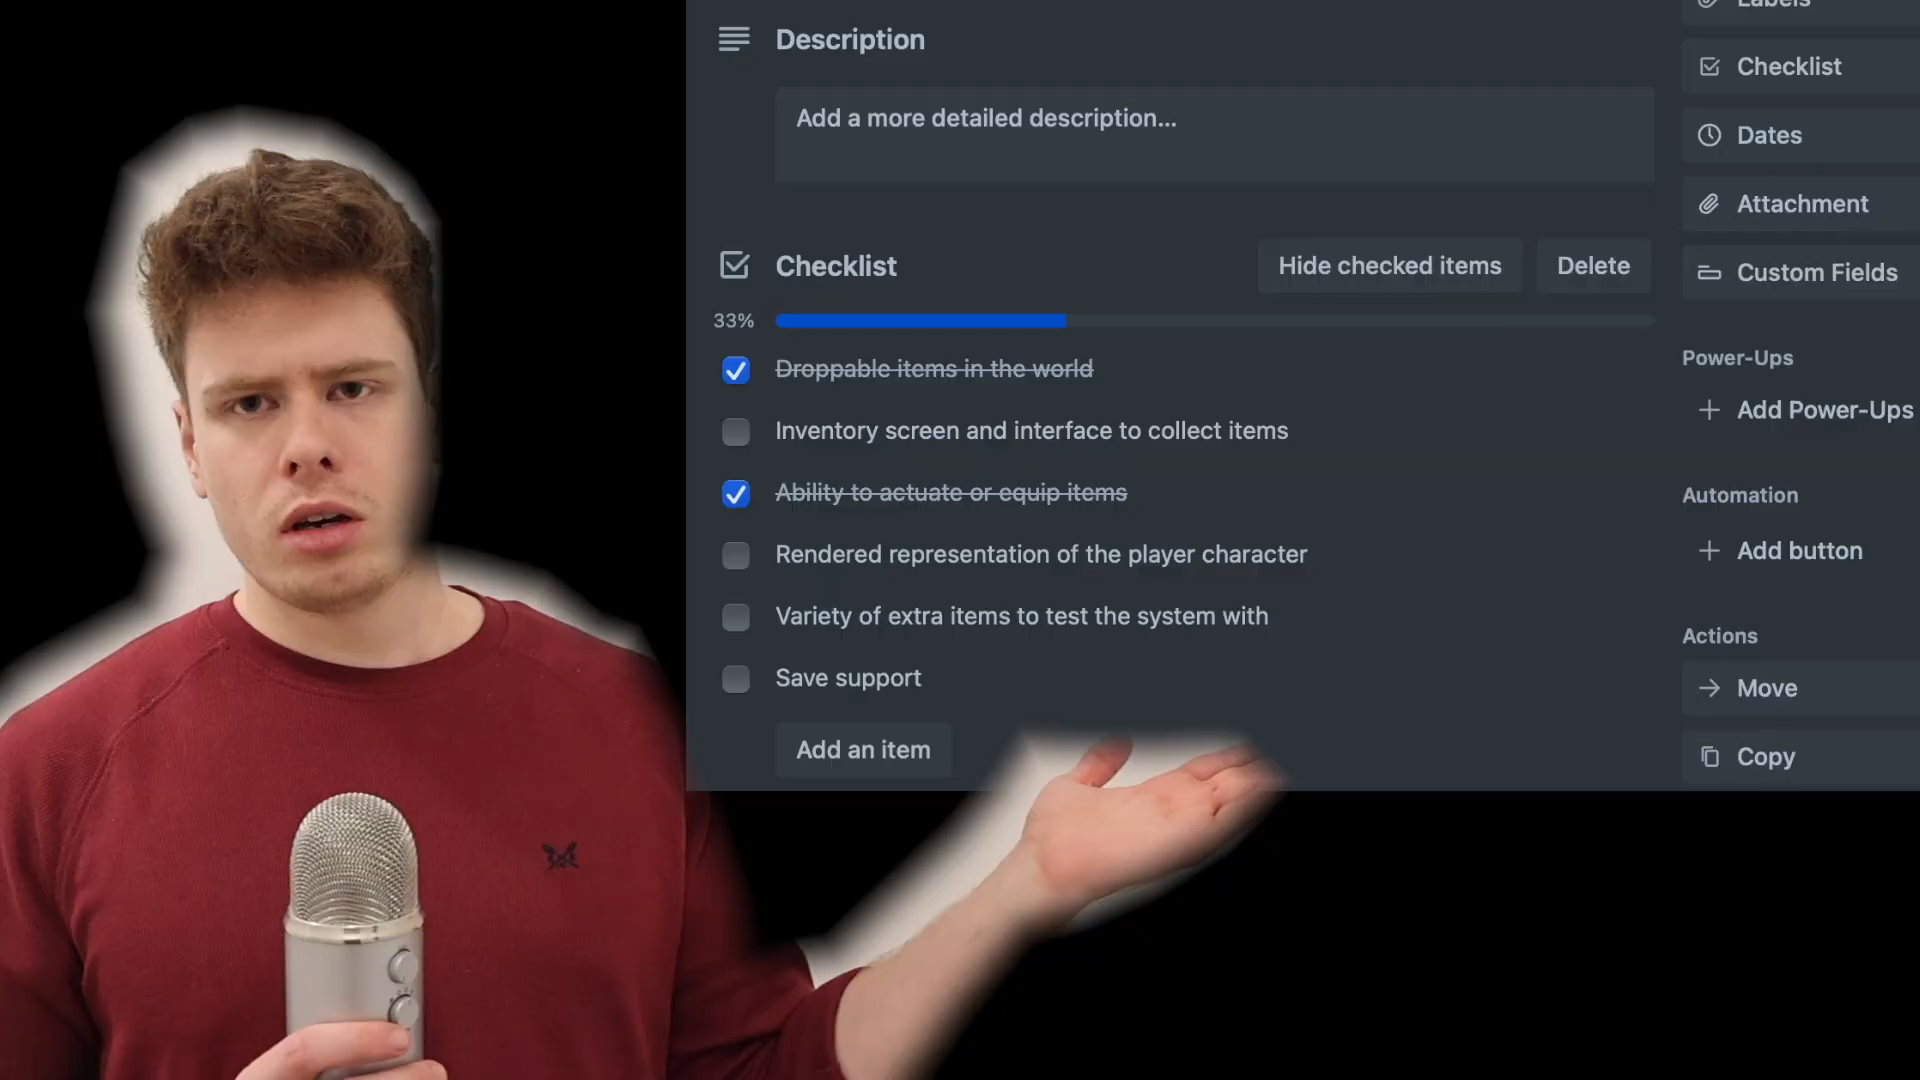 Labels
Description
Checklist
Add a more detailed description...
Dates
Attachment
Checklist
Hide checked items
Delete
Custom Fields
33%
Droppable items in the world
Power-Ups
Add Power-Ups
Inventory screen and interface to collect items
Ability to actuate or equip items
Automation
Rendered representation of the player character
Add button
Variety of extra items to test the system with
Actions
Save support
Move
Add an item
Copy